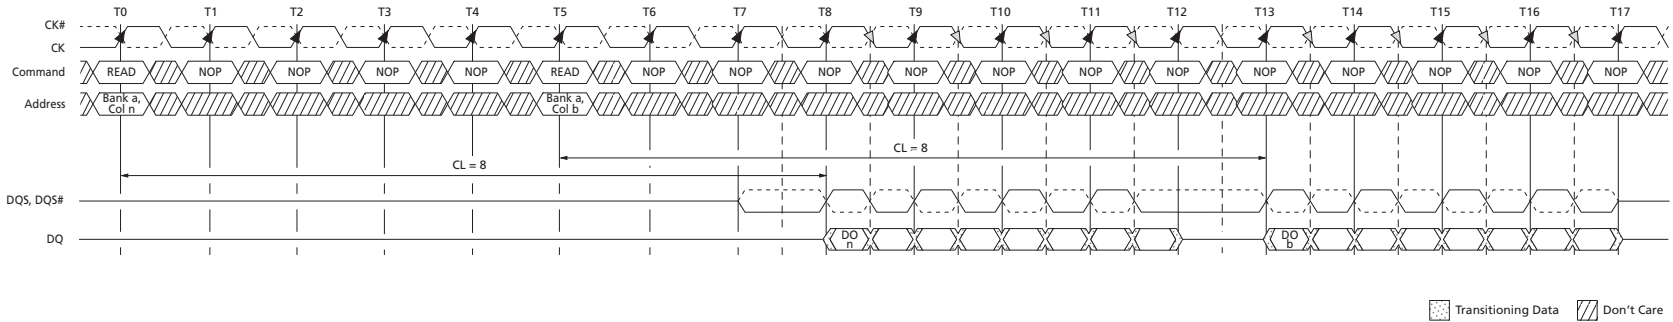 T0 T1 T2 T3 T4 T5 T6 T7 T8 T9 T10 T11 T12 T13 T14 T15 T16 T17
CK#
CK
Command READ NOP NOP NOP NOP READ NOP NOP NOP NOP NOP NOP NOP NOP NOP NOP NOP NOP
Address Bank a, Col n Bank a, Col b
CL = 8
CL = 8
DQS, DQS#
DQ DO n DO b
Transitioning Data Don't Care